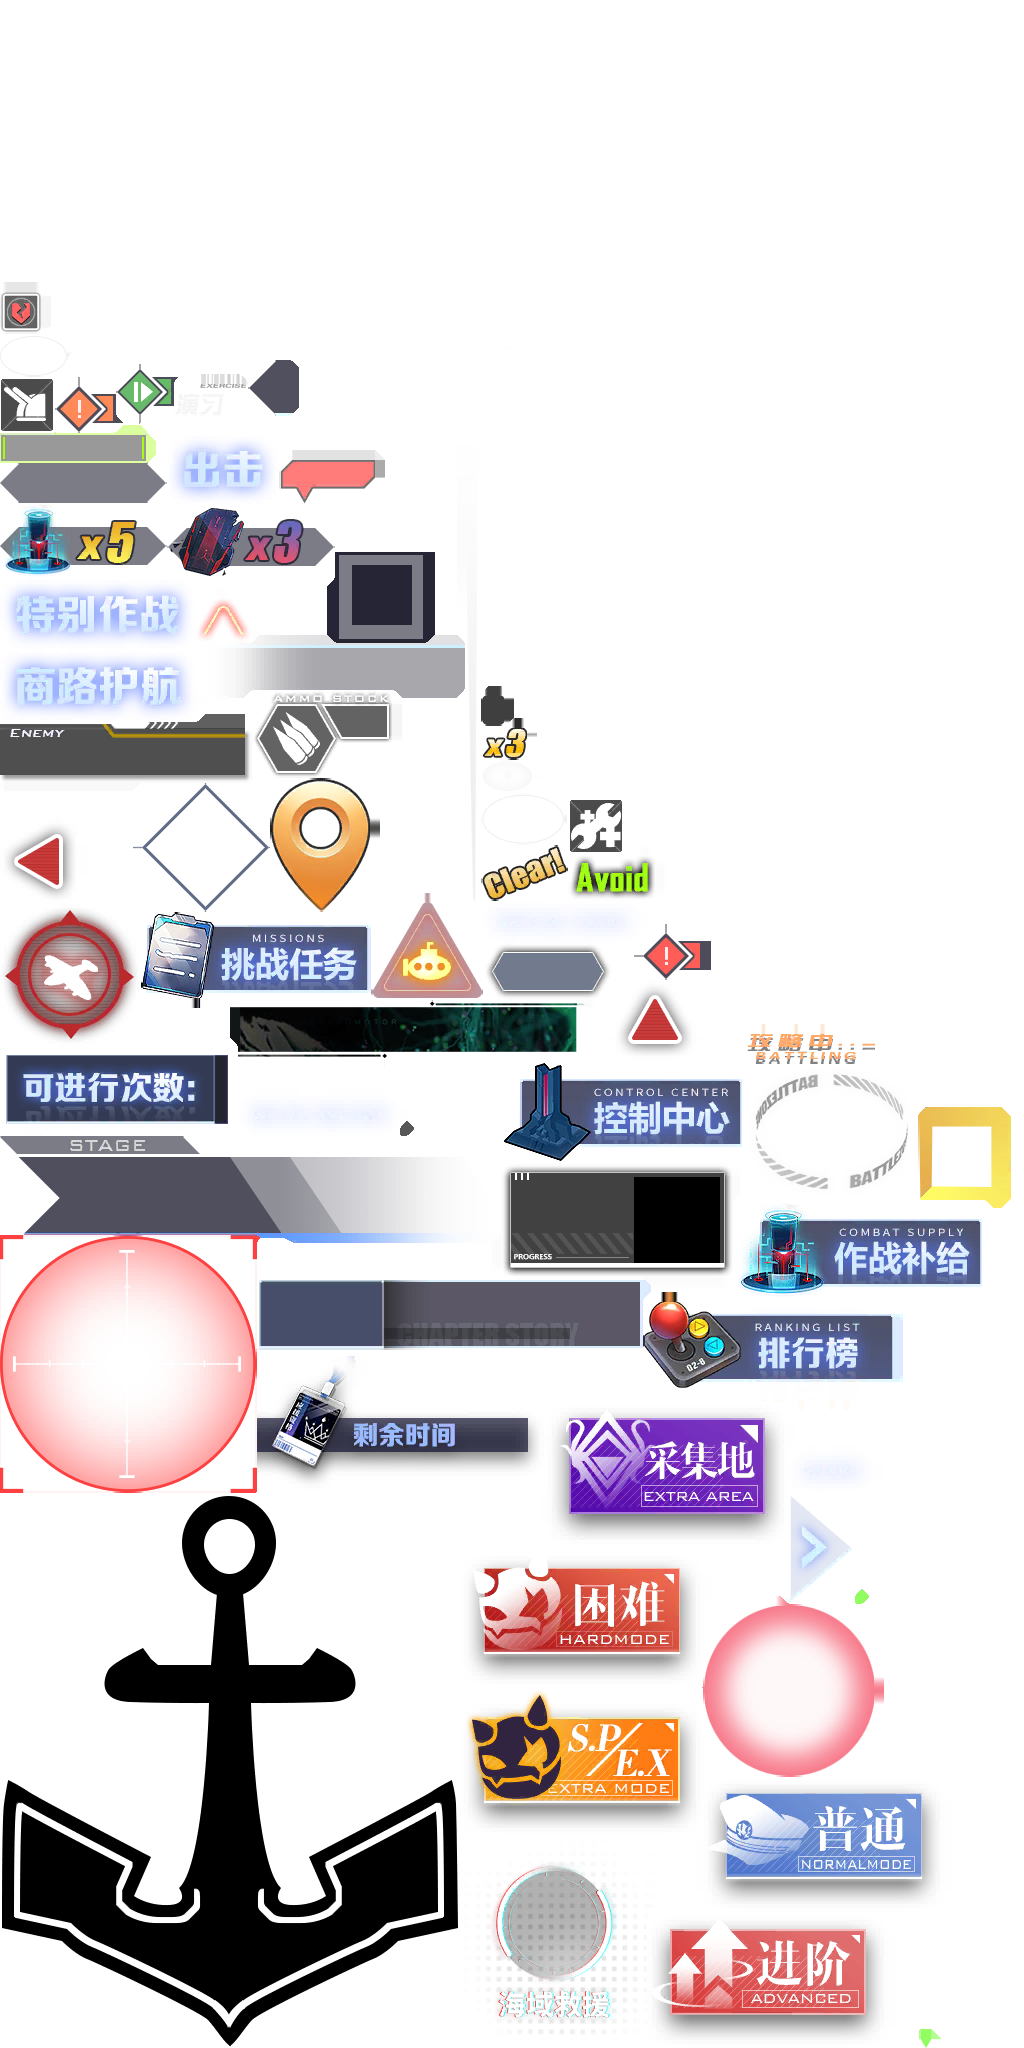 EXERCISE
演习
出击
x5
x3
特别作战
商路护航
AMMO STOCK
ENEMY
x3
Clear!
Avoid
MISSIONS
挑战任务
攻略中...
BATTLING
可进行次数:
CONTROL CENTER
控制中心
STAGE
PROGRESS
COMBAT SUPPLY
作战补给
CHAPTER STORY
RANKING LIST
排行榜
02-8
剩余时间
采集地
EXTRA AREA
困难
HARDMODE
S.P/E.X
EXTRA MODE
普通
NORMALMODE
海域救援
进阶
ADVANCED